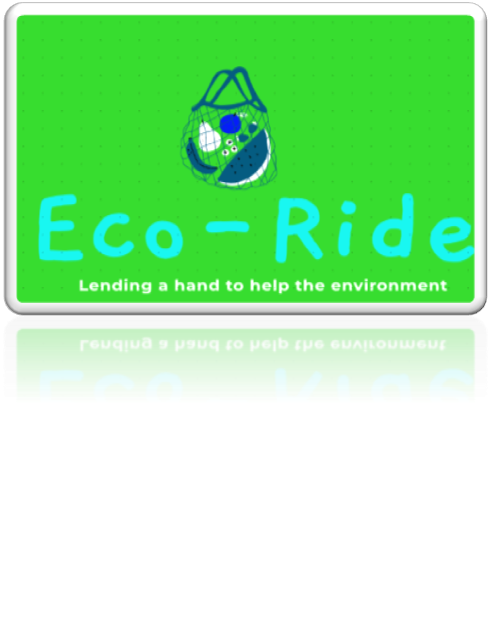 Eco-Ride
Lending a hand to help the environment